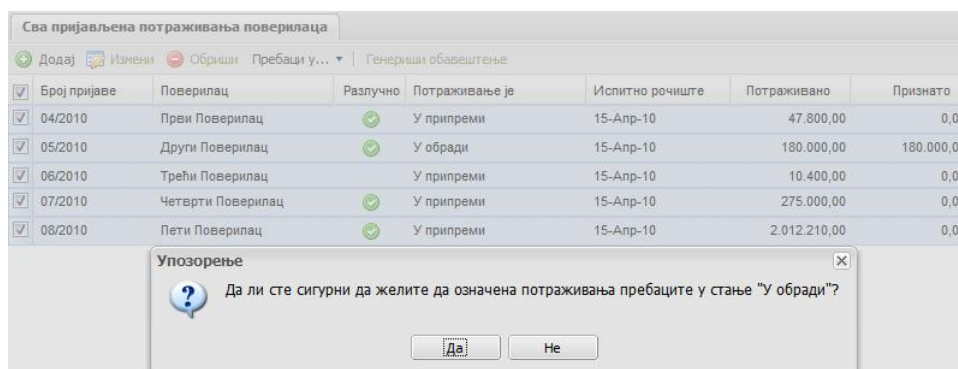 Сва пријављена потраживања поверилаца
Додај Измени Обриши Пребаци у... Генериши обавештење
Број пријаве Поверилац Разлучно Потраживање је Испитно рочиште Потраживано Признато
04/2010 Први Поверилац У припреми 15-Апр-10 47.800,00 0,0
05/2010 Други Поверилац У обради 15-Апр-10 180.000,00 180.000,0
06/2010 Трећи Поверилац У припреми 15-Апр-10 10.400,00 0,0
07/2010 Четврти Поверилац У припреми 15-Апр-10 275.000,00 0,0
08/2010 Пети Поверилац У припреми 15-Апр-10 2.012.210,00 0,0
Упозорење
Да ли сте сигурни да желите да означена потраживања пребаците у стање "У обради"?
Да Не